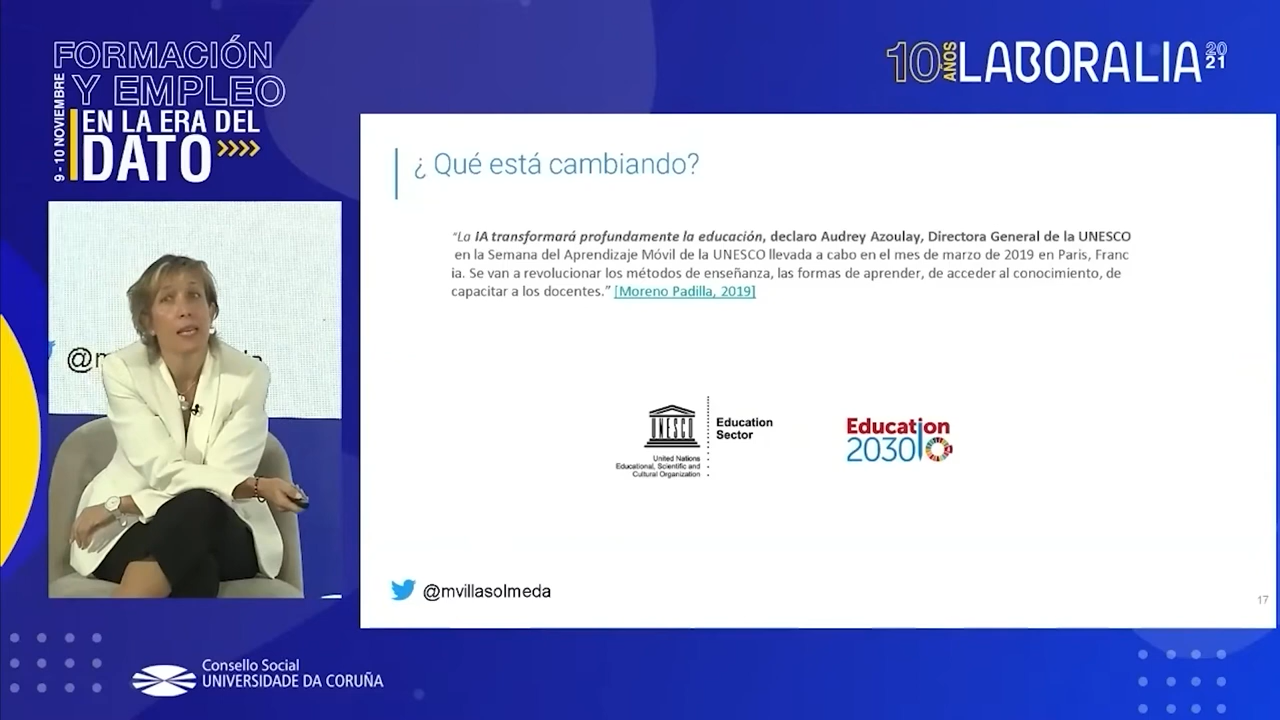 FORMACIÓN
Y EMPLEO
EN LA ERA DEL
DATO
9 - 10 NOVIEMBRE
10 AÑOS LABORALIA 2021
¿ Qué está cambiando?
“La IA transformará profundamente la educación, declaro Audrey Azoulay, Directora General de la UNESCO
en la Semana del Aprendizaje Móvil de la UNESCO llevada a cabo en el mes de marzo de 2019 en Paris, Franc
ia. Se van a revolucionar los métodos de enseñanza, las formas de aprender, de acceder al conocimiento, de
capacitar a los docentes.” [Moreno Padilla, 2019]
UNESCO
United Nations
Educational, Scientific and
Cultural Organization
Education
Sector
Education
2030
@mvillasolmeda
17
Consello Social
UNIVERSIDADE DA CORUÑA